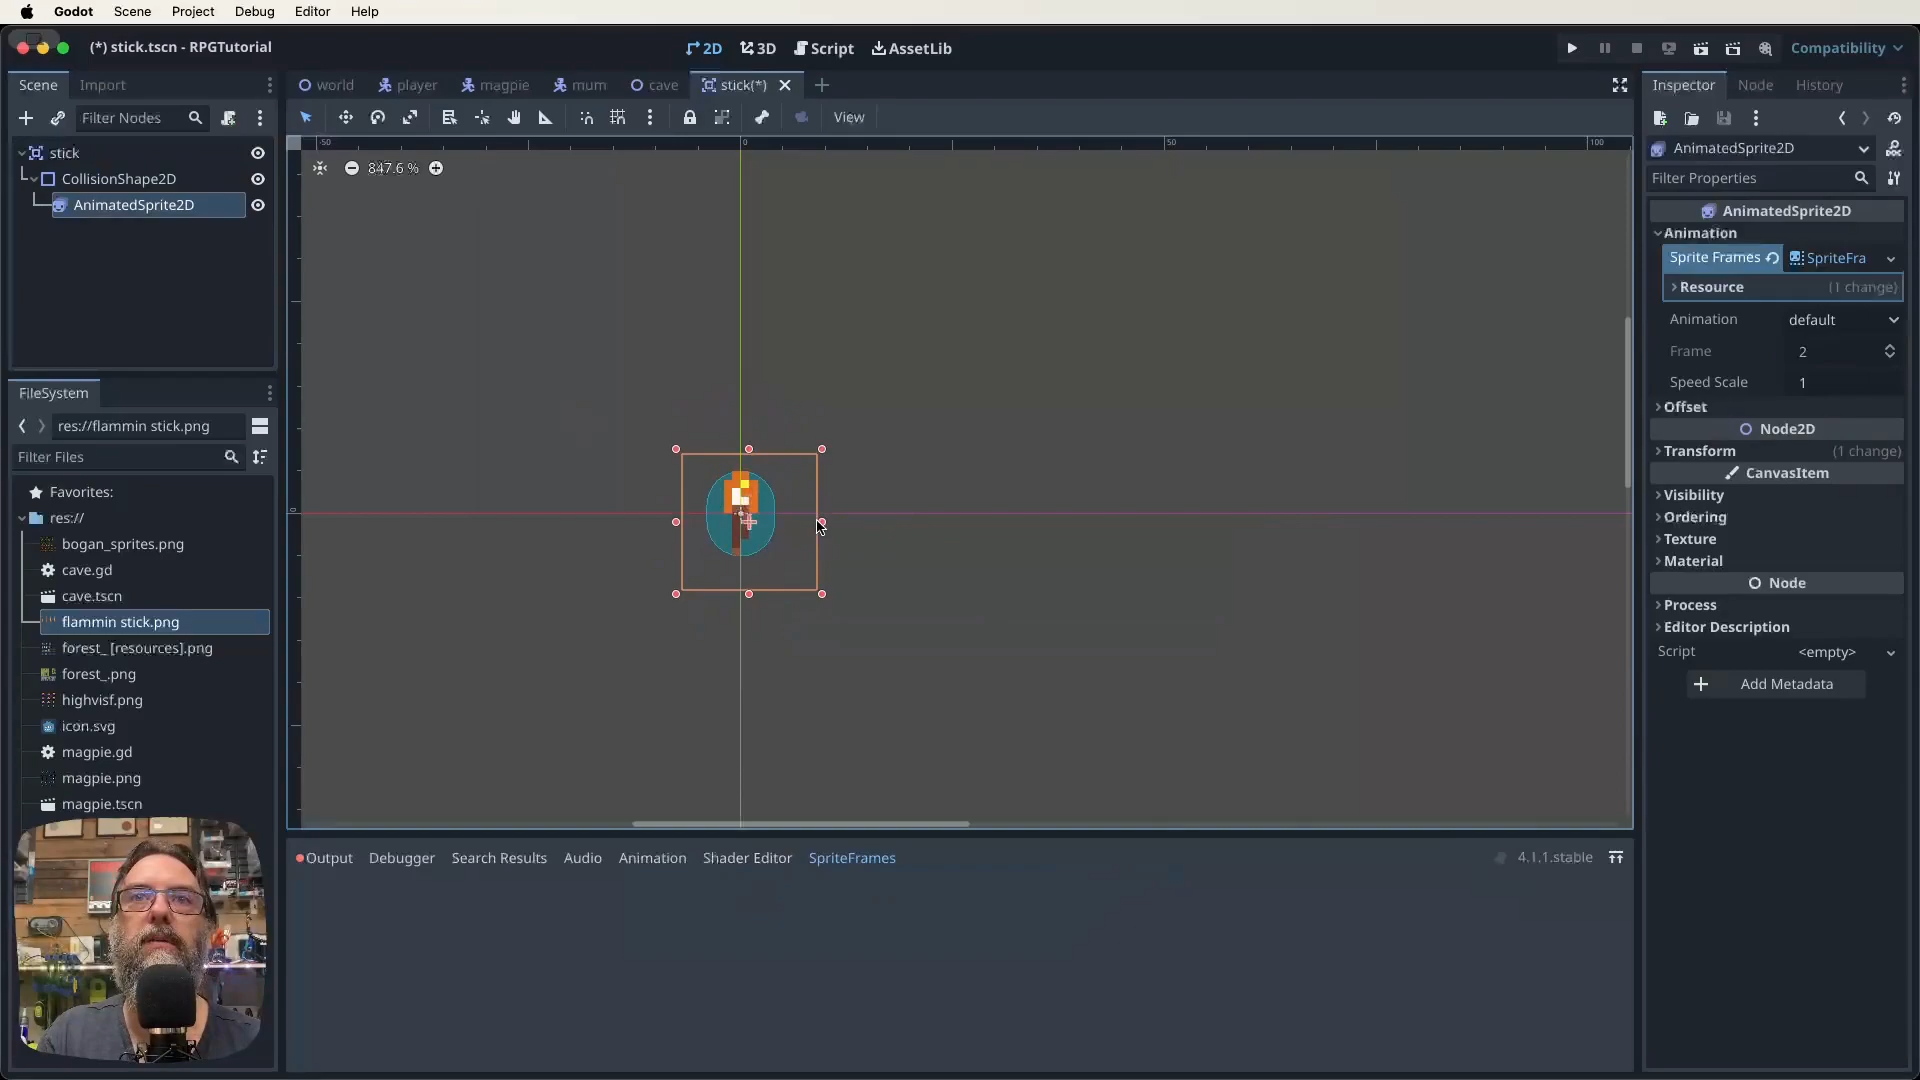 Godot Scene Project Debug Editor Help
(*) stick.tscn - RPGTutorial
2D 3D Script AssetLib
Compatibility
Scene Import
world player magpie mum cave stick(*)
Inspector Node History
Filter Nodes
View
stick
CollisionShape2D
AnimatedSprite2D
-50 0 50 100
847.6 %
0
AnimatedSprite2D
Filter Properties
AnimatedSprite2D
Animation
Sprite Frames SpriteFra
Resource (1 change)
Animation default
Frame 2
Speed Scale 1
Offset
Node2D
Transform (1 change)
CanvasItem
Visibility
Ordering
Texture
Material
Node
Process
Editor Description
Script <empty>
Add Metadata
FileSystem
res://flammin stick.png
Filter Files
Favorites:
res://
bogan_sprites.png
cave.gd
cave.tscn
flammin stick.png
forest_ [resources].png
forest_.png
highvisf.png
icon.svg
magpie.gd
magpie.png
magpie.tscn
Output Debugger Search Results Audio Animation Shader Editor SpriteFrames
4.1.1.stable